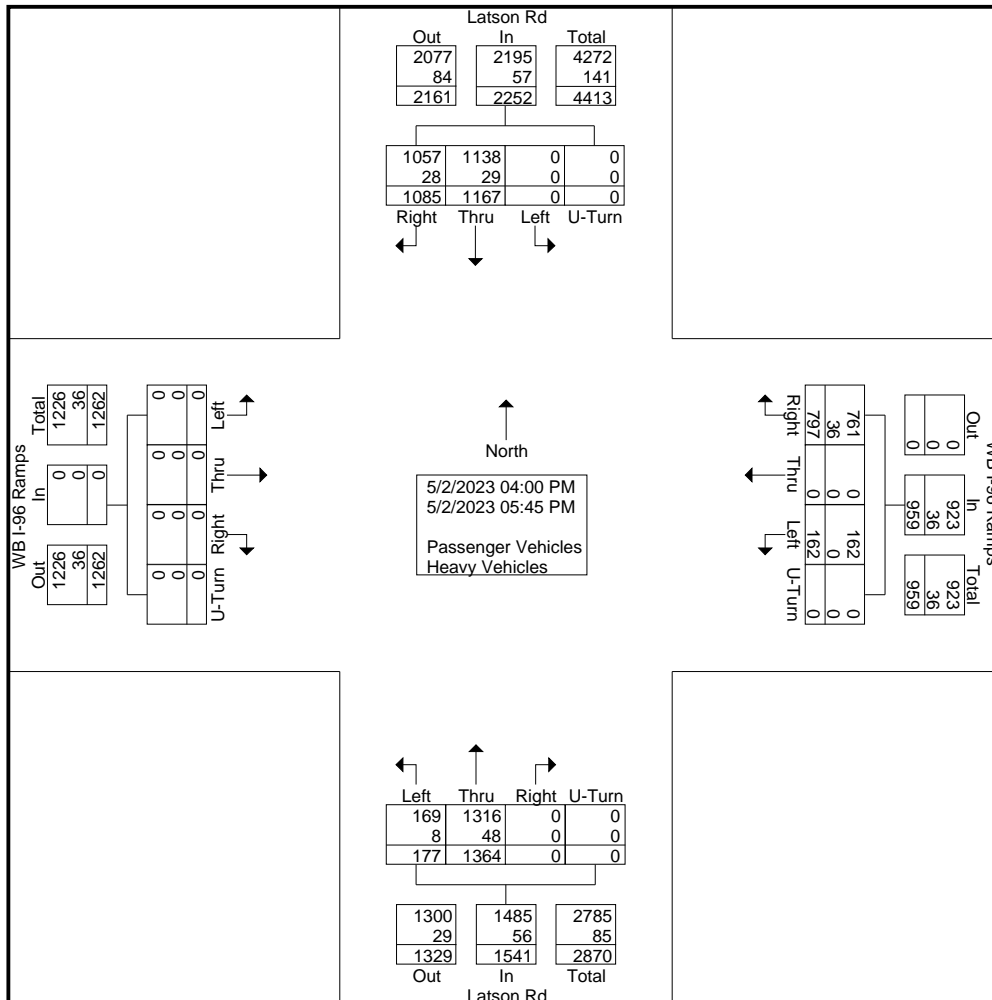 Latson Rd
Out In Total
2077 2195 4272
84 57 141
2161 2252 4413
1057 1138 0 0
28 29 0 0
1085 1167 0 0
Right Thru Left U-Turn
WB I-96 Ramps
Total In Out
1226 0 1226
36 0 36
1262 0 1262
0 0 0 0
0 0 0 0
0 0 0 0
Left Thru Right U-Turn
North
5/2/2023 04:00 PM
5/2/2023 05:45 PM
Passenger Vehicles
Heavy Vehicles
WB I-96 Ramps
Out In Total
0 923 923
0 36 36
0 959 959
761 0 162 0
36 0 0 0
797 0 162 0
Right Thru Left U-Turn
Left Thru Right U-Turn
169 1316 0 0
8 48 0 0
177 1364 0 0
1300 1485 2785
29 56 85
1329 1541 2870
Out In Total
Latson Rd